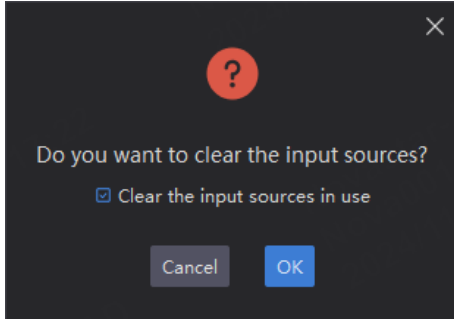 ?
Do you want to clear the input sources?
Clear the input sources in use
Cancel
OK